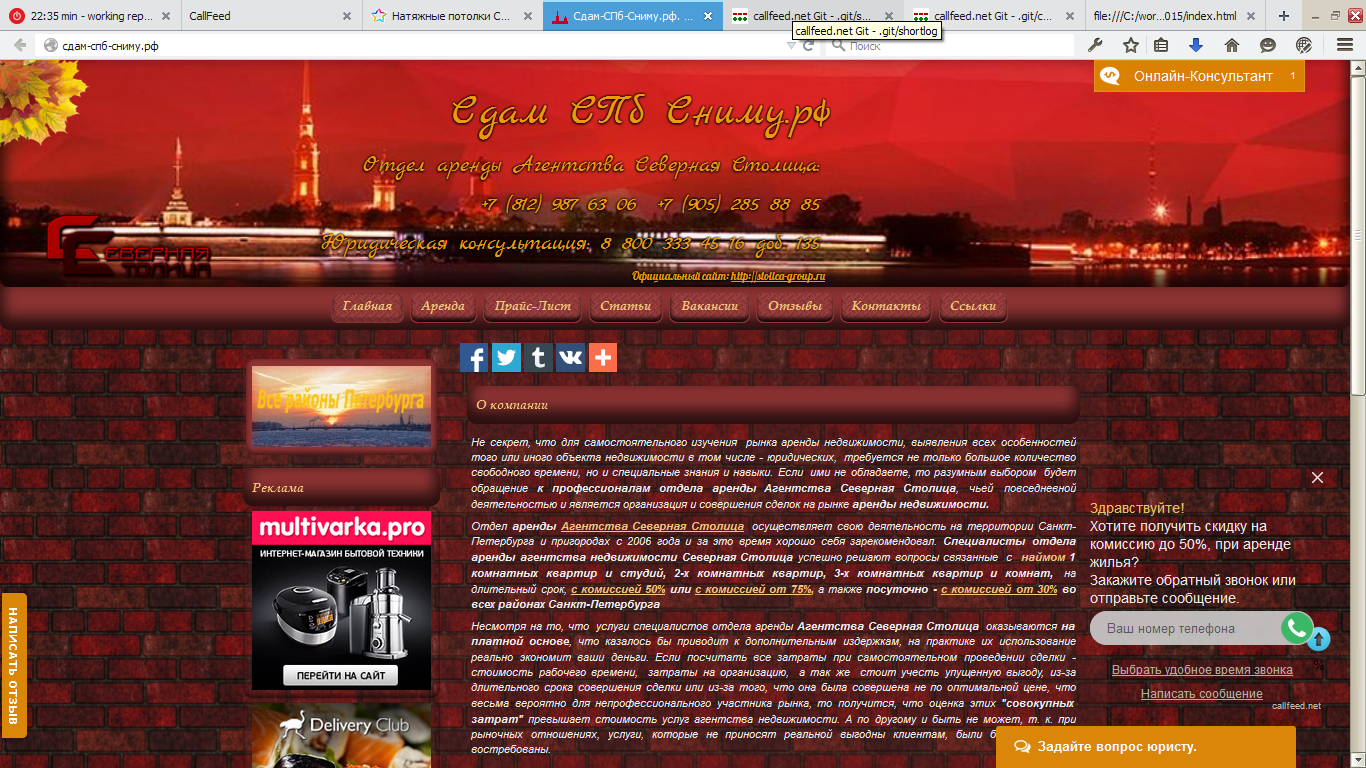 22:35 min - working rep...
CallFeed
Натяжные потолки С...
Сдам-СПб-Сниму.рф. ...
callfeed.net Git - .git/s...
callfeed.net Git - .git/c...
file:///C:/wor...015/index.html
callfeed.net Git - .git/shortlog
сдам-спб-сниму.рф
Поиск
Онлайн-Консультант 1
Сдам СПб Сниму.рф
Отдел аренды Агентства Северная Столица:
+7 (812) 987 63 06 +7 (905) 285 88 85
Юридическая консультация: 8 800 333 45 16 доб. 135
Официальный сайт: http://stolica-group.ru
Главная
Аренда
Прайс-Лист
Статьи
Вакансии
Отзывы
Контакты
Ссылки
Все районы Петербурга
Реклама
multivarka.pro
ИНТЕРНЕТ-МАГАЗИН БЫТОВОЙ ТЕХНИКИ
ПЕРЕЙТИ НА САЙТ
Delivery Club
НАПИСАТЬ ОТЗЫВ
О компании
Не секрет, что для самостоятельного изучения рынка аренды недвижимости, выявления всех особенностей
того или иного объекта недвижимости в том числе - юридических, требуется не только большое количество
свободного времени, но и специальные знания и навыки. Если ими не обладаете, то разумным выбором будет
обращение к профессионалам отдела аренды Агентства Северная Столица, чьей повседневной
деятельностью и является организация и совершения сделок на рынке аренды недвижимости.
Отдел аренды Агентства Северная Столица осуществляет свою деятельность на территории Санкт-
Петербурга и пригородах с 2006 года и за это время хорошо себя зарекомендовал. Специалисты отдела
аренды агентства недвижимости Северная Столица успешно решают вопросы связанные с наймом 1
комнатных квартир и студий, 2-х комнатных квартир, 3-х комнатных квартир и комнат, на
длительный срок, с комиссией 50% или с комиссией от 75%, а также посуточно - с комиссией от 30% во
всех районах Санкт-Петербурга
Несмотря на то, что услуги специалистов отдела аренды Агентства Северная Столица оказываются на
платной основе, что казалось бы приводит к дополнительным издержкам, на практике их использование
реально экономит ваши деньги. Если посчитать все затраты при самостоятельном проведении сделки -
стоимость рабочего времени, затраты на организацию, а так же стоит учесть упущенную выгоду, из-за
длительного срока совершения сделки или из-за того, что она была совершена не по оптимальной цене, что
весьма вероятно для непрофессионального участника рынка, то получится, что оценка этих "совокупных
затрат" превышает стоимость услуг агентства недвижимости. А по другому и быть не может, т. к. при
рыночных отношениях, услуги, которые не приносят реальной выгоды клиентам, были б
востребованы.
Здравствуйте!
Хотите получить скидку на
комиссию до 50%, при аренде
жилья?
Закажите обратный звонок или
отправьте сообщение.
Ваш номер телефона
Выбрать удобное время звонка
Написать сообщение
callfeed.net
Задайте вопрос юристу.